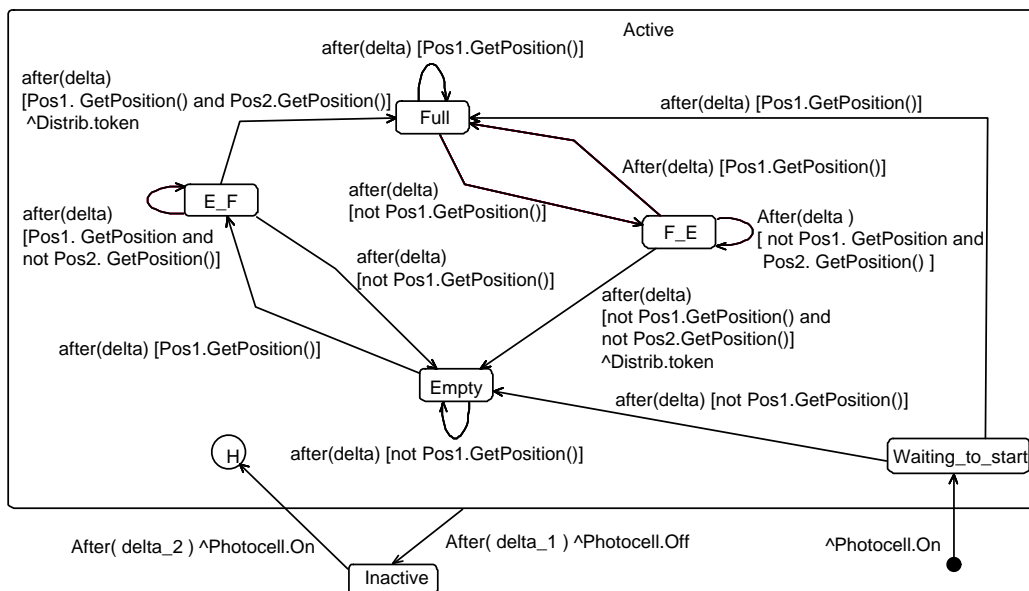 Active
after(delta) [Pos1.GetPosition()]
after(delta)
[Pos1. GetPosition() and Pos2.GetPosition()]
^Distrib.token
Full
after(delta) [Pos1.GetPosition()]
After(delta) [Pos1.GetPosition()]
E_F
after(delta)
[not Pos1.GetPosition()]
after(delta)
[Pos1. GetPosition and
not Pos2. GetPosition()]
F_E
After(delta )
[ not Pos1. GetPosition and
Pos2. GetPosition() ]
after(delta)
[not Pos1.GetPosition()]
after(delta)
[not Pos1.GetPosition() and
not Pos2.GetPosition()]
^Distrib.token
after(delta) [Pos1.GetPosition()]
Empty
after(delta) [not Pos1.GetPosition()]
after(delta) [not Pos1.GetPosition()]
H
Waiting_to_start
After( delta_2 ) ^Photocell.On
After( delta_1 ) ^Photocell.Off
^Photocell.On
Inactive